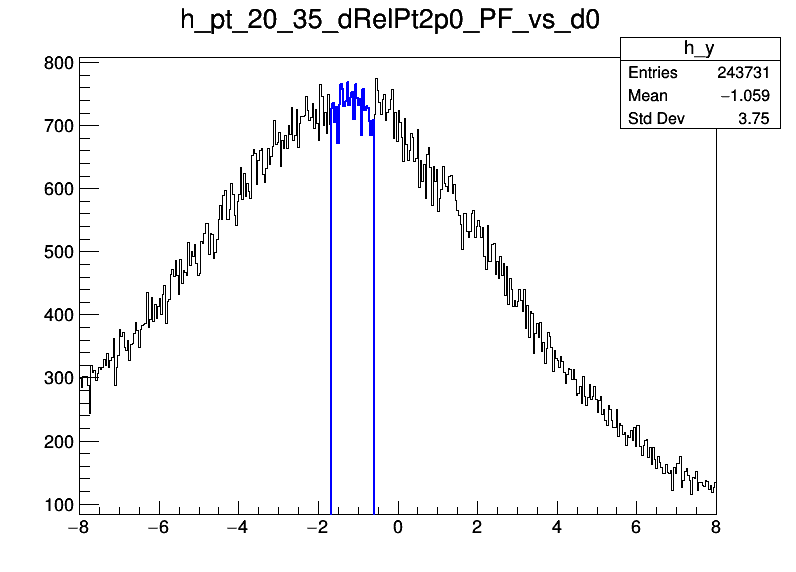 h_pt_20_35_dRelPt2p0_PF_vs_d0
h_y
Entries 243731
Mean −1.059
Std Dev 3.75
800
700
600
500
400
300
200
100
−8 −6 −4 −2 0 2 4 6 8